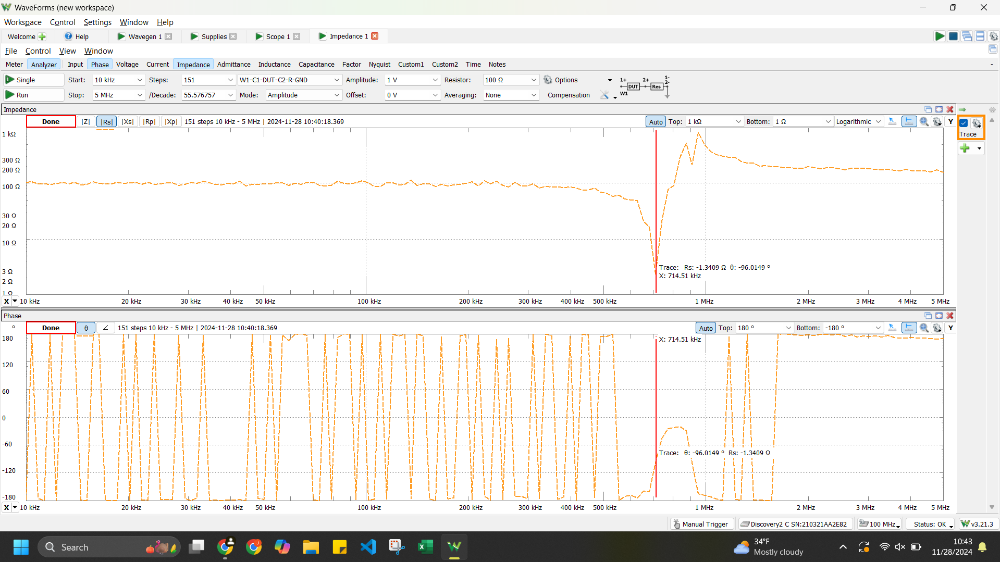 WaveForms (new workspace)
Workspace Control Settings Window Help
Welcome Help Wavegen 1 Supplies Scope 1 Impedance 1
File Control View Window
Meter Analyzer Input Phase Voltage Current Impedance Admittance Inductance Capacitance Factor Nyquist Custom1 Custom2 Time Notes -
1 Single Start: 10 kHz Steps: 151 W1-C1-DUT-C2-R-GND Amplitude: 1 V Resistor: 100 Ω Options
Run Stop: 5 MHz /Decade: 55.576757 Mode: Amplitude Offset: 0 V Averaging: None Compensation
1+ 2+ 1-
2-
DUT Res
W1
Impedance
Done |Z| |Rs| |Xs| |Rp| |Xp| 151 steps 10 kHz - 5 MHz | 2024-11-28 10:40:18.369 Auto Top: 1 kΩ Bottom: 1 Ω Logarithmic Y
Trace
1 kΩ
300 Ω
200 Ω
100 Ω
30 Ω
20 Ω
10 Ω
3 Ω
2 Ω
1 Ω
Trace: Rs: -1.3409 Ω θ: -96.0149 °
X: 714.51 kHz
X 10 kHz 20 kHz 30 kHz 40 kHz 50 kHz 100 kHz 200 kHz 300 kHz 400 kHz 500 kHz 1 MHz 2 MHz 3 MHz 4 MHz 5 MHz
Phase
° Done θ ∠ 151 steps 10 kHz - 5 MHz | 2024-11-28 10:40:18.369 Auto Top: 180 ° Bottom: -180 ° Y
X: 714.51 kHz
180
120
60
0
-60
-120
-180
Trace: θ: -96.0149 ° Rs: -1.3409 Ω
X 10 kHz 20 kHz 30 kHz 40 kHz 50 kHz 100 kHz 200 kHz 300 kHz 400 kHz 500 kHz 1 MHz 2 MHz 3 MHz 4 MHz 5 MHz
Manual Trigger Discovery2 C SN:210321AA2E82 100 MHz Status: OK v3.21.3
Search
34°F
Mostly cloudy
10:43
11/28/2024